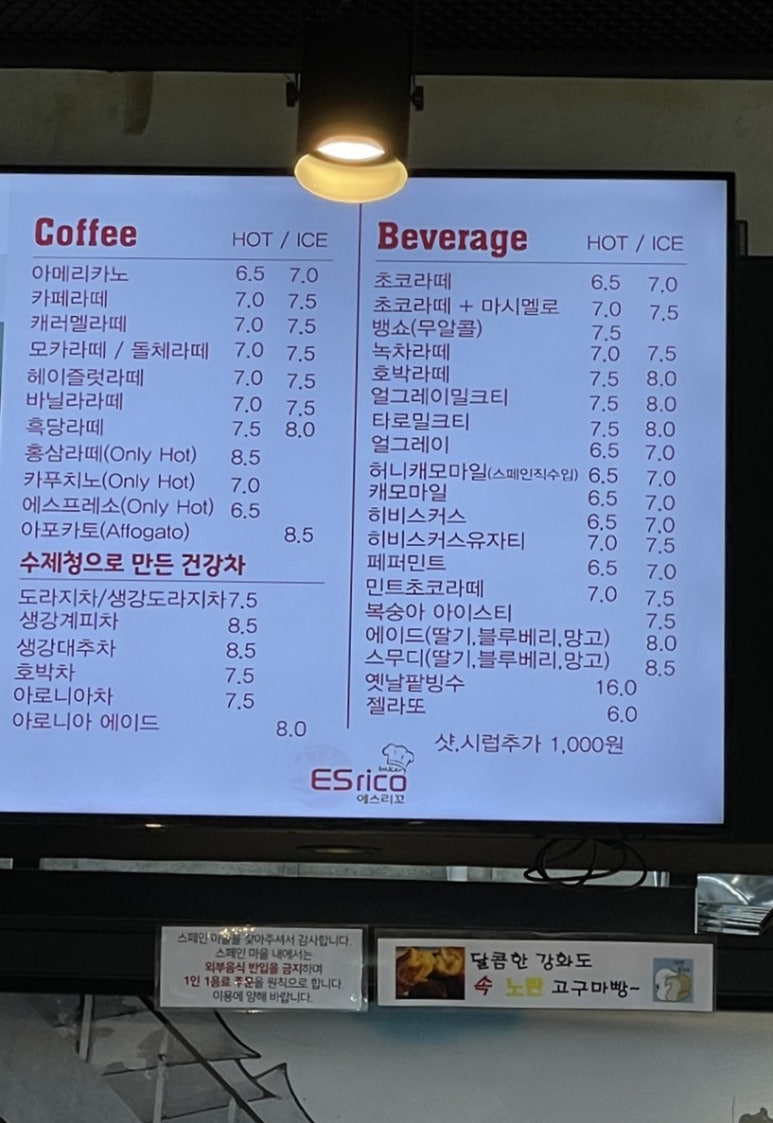 Coffee HOT / ICE
아메리카노 6.5 7.0
카페라떼 7.0 7.5
캐러멜라떼 7.0 7.5
모카라떼 / 돌체라떼 7.0 7.5
헤이즐럿라떼 7.0 7.5
바닐라라떼 7.0 7.5
흑당라떼 7.5 8.0
홍삼라떼(Only Hot) 8.5
카푸치노(Only Hot) 7.0
에스프레소(Only Hot) 6.5
아포카토(Affogato) 8.5
수제청으로 만든 건강차
도라지차/생강도라지차 7.5
생강계피차 8.5
생강대추차 8.5
호박차 7.5
아로니아차 7.5
아로니아 에이드 8.0
Beverage HOT / ICE
초코라떼 6.5 7.0
초코라떼 + 마시멜로 7.0 7.5
뱅쇼(무알콜) 7.5
녹차라떼 7.0 7.5
호박라떼 7.5 8.0
얼그레이밀크티 7.5 8.0
타로밀크티 7.5 8.0
얼그레이 6.5 7.0
허니캐모마일(스페인직수입) 6.5 7.0
캐모마일 6.5 7.0
히비스커스 6.5 7.0
히비스커스유자티 7.0 7.5
페퍼민트 6.5 7.0
민트초코라떼 7.0 7.5
복숭아 아이스티 7.5
에이드(딸기,블루베리,망고) 8.0
스무디(딸기,블루베리,망고) 8.5
옛날팥빙수 16.0
젤라또 6.0
샷,시럽추가 1,000원
baker
ESrico
에스리꼬
스페인 마을을 찾아주셔서 감사합니다.
스페인 마을 내에서는
외부음식 반입을 금지하며
1인 1음료 주문을 원칙으로 합니다.
이용에 양해 바랍니다.
달콤한 강화도
속 노란 고구마빵~